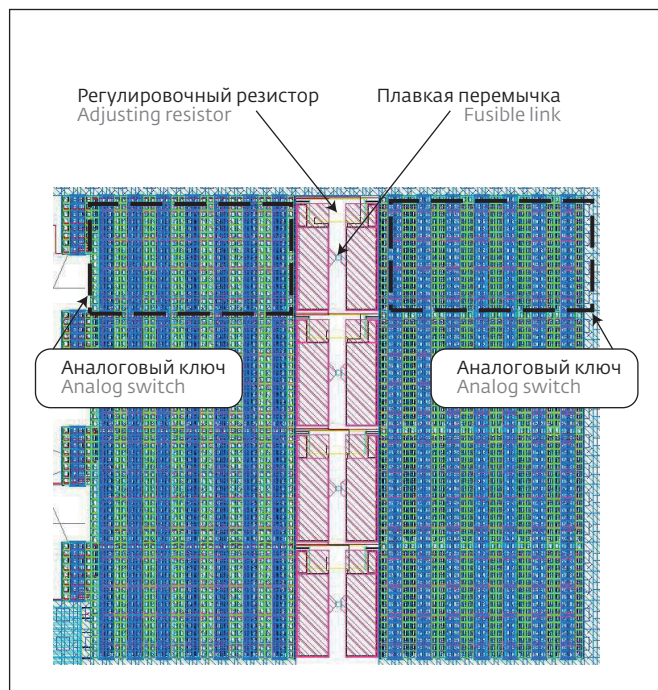 Регулировочный резистор
Adjusting resistor
Плавкая перемычка
Fusible link
Аналоговый ключ
Analog switch
Аналоговый ключ
Analog switch